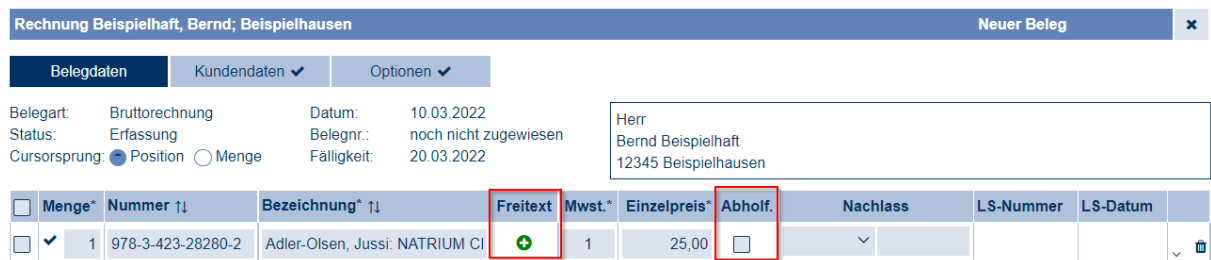 Rechnung Beispielhaft, Bernd; Beispielhausen Neuer Beleg
Belegdaten Kundendaten Optionen
Belegart: Bruttorechnung Datum: 10.03.2022
Status: Erfassung Belegnr.: noch nicht zugewiesen
Cursorsprung: Position Menge Fälligkeit: 20.03.2022
Herr
Bernd Beispielhaft
12345 Beispielhausen
Menge* Nummer Bezeichnung* Freitext Mwst.* Einzelpreis* Abholf. Nachlass LS-Nummer LS-Datum
1 978-3-423-28280-2 Adler-Olsen, Jussi: NATRIUM CI 1 25,00